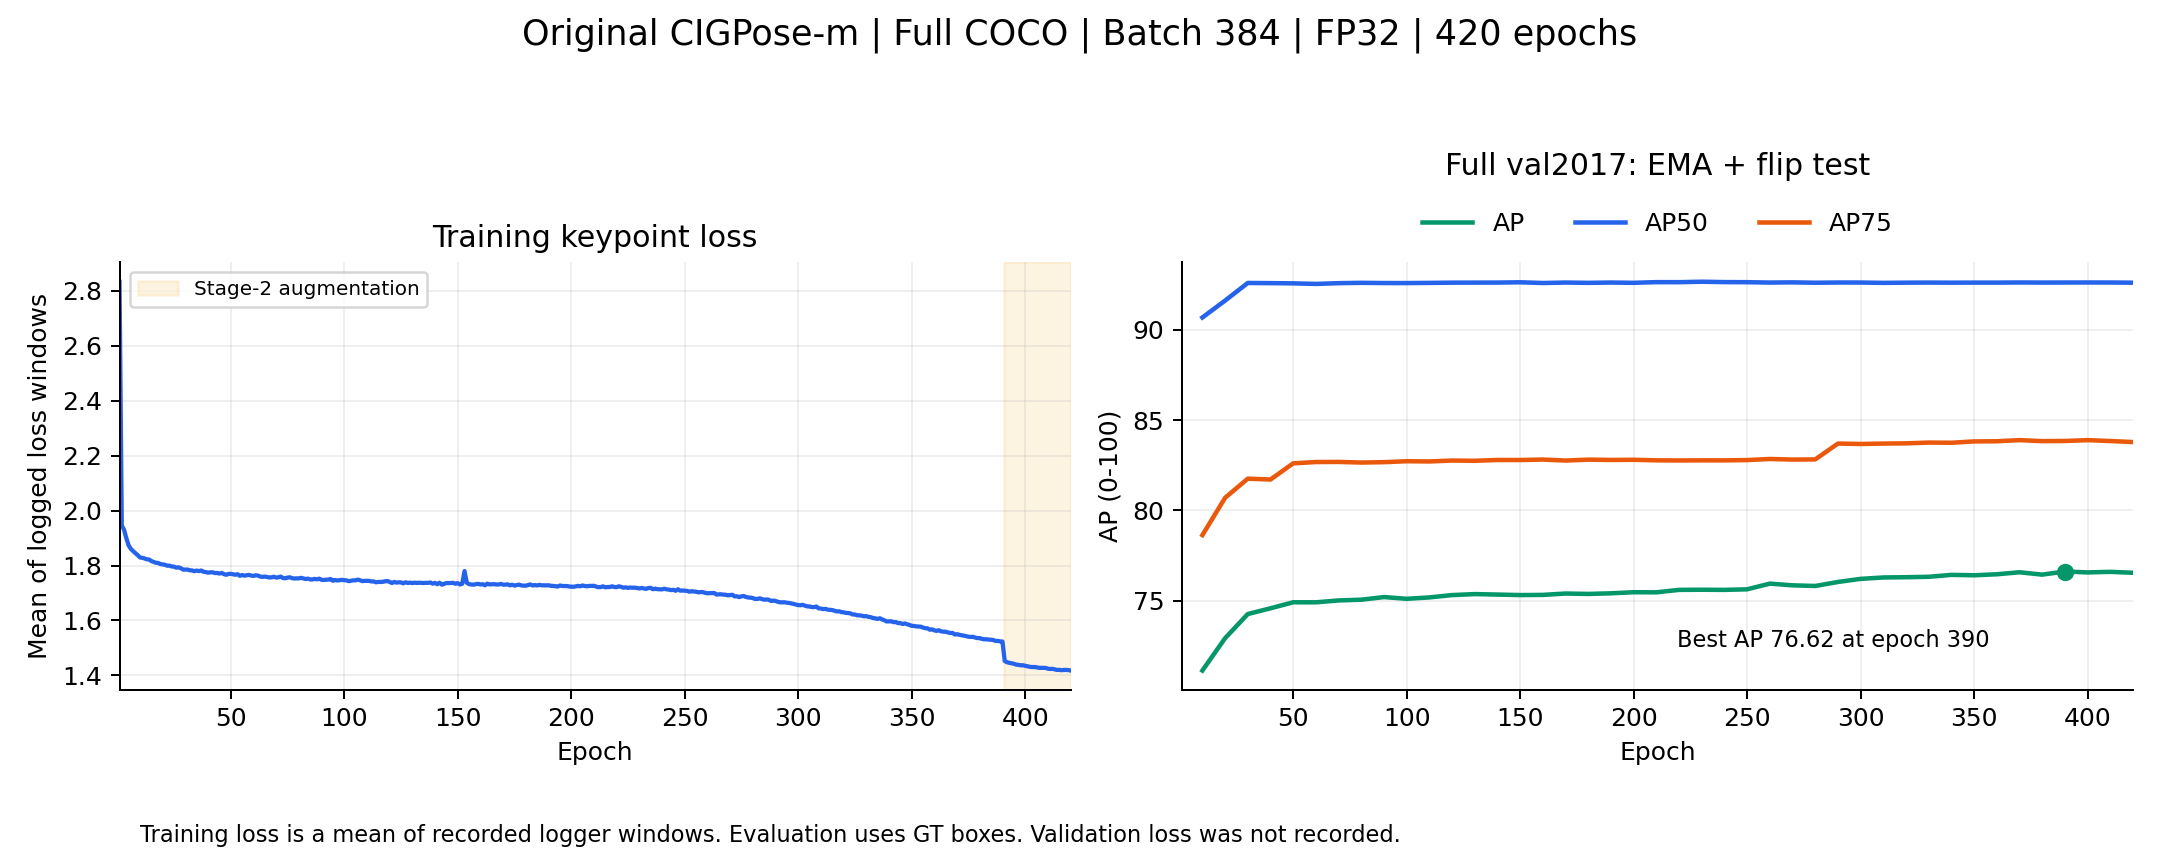 Original CIGPose-m | Full COCO | Batch 384 | FP32 | 420 epochs
Training keypoint loss
Stage-2 augmentation
Mean of logged loss windows
2.8
2.6
2.4
2.2
2.0
1.8
1.6
1.4
50 100 150 200 250 300 350 400
Epoch
Full val2017: EMA + flip test
AP AP50 AP75
AP (0-100)
90
85
80
75
Best AP 76.62 at epoch 390
50 100 150 200 250 300 350 400
Epoch
Training loss is a mean of recorded logger windows. Evaluation uses GT boxes. Validation loss was not recorded.